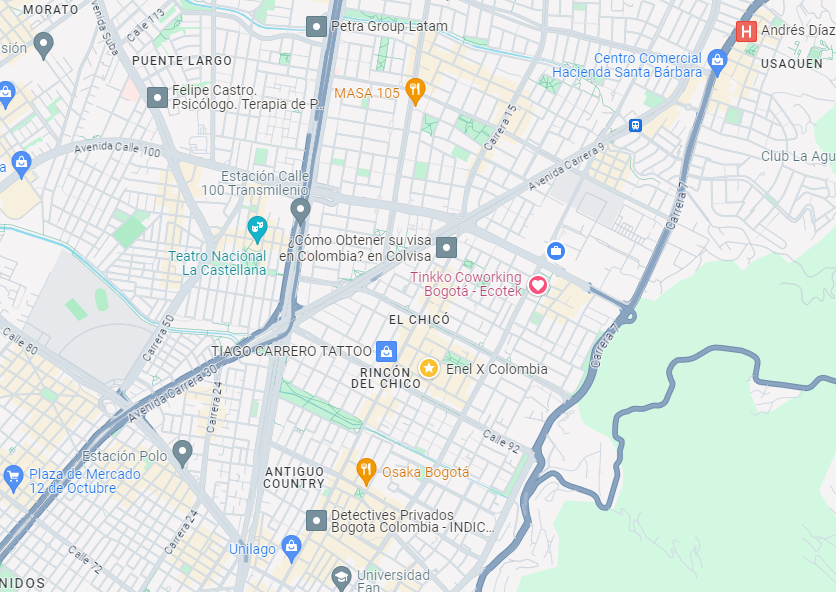 MORATO
Calle 113
Avenida Suba
Petra Group Latam
Andrés Díaz
sión
PUENTE LARGO
Centro Comercial
Hacienda Santa Bárbara
USAQUEN
Felipe Castro.
Psicólogo. Terapia de P...
MASA 105
Carrera 15
Avenida Calle 100
Avenida Carrera 9
Club La Agu
a
Estación Calle
100 Transmilenio
Carrera 7
Teatro Nacional
La Castellana
Cómo Obtener su visa
en Colombia? en Colvisa
Tinkko Coworking
Bogotá - Ecotek
EL CHICÓ
Carrera 50
Calle 80
Carrera 7
TIAGO CARRERO TATTOO
RINCÓN
DEL CHICO
Enel X Colombia
Avenida Carrera 30
Carrera 24
Calle 92
Estación Polo
Plaza de Mercado
12 de Octubre
ANTIGUO
COUNTRY
Osaka Bogotá
Detectives Privados
Bogota Colombia - INDIC...
Carrera 24
Unilago
Calle 72
NIDOS
Universidad
Fan